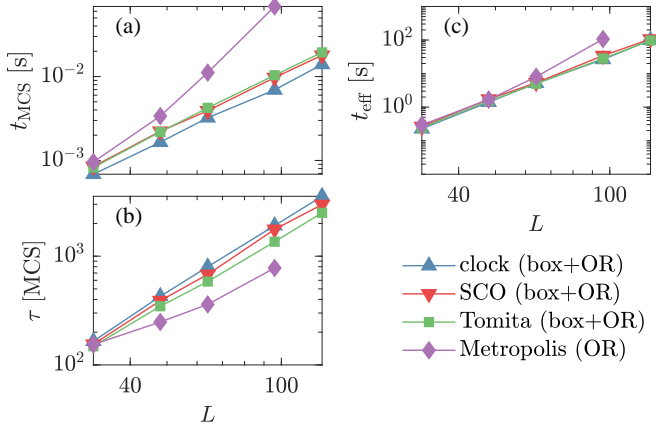 (a)
t_MCS [s]
10^-2
10^-3
(b)
τ [MCS]
10^3
10^2
40
100
L
(c)
t_eff [s]
10^2
10^0
40
100
L
clock (box+OR)
SCO (box+OR)
Tomita (box+OR)
Metropolis (OR)